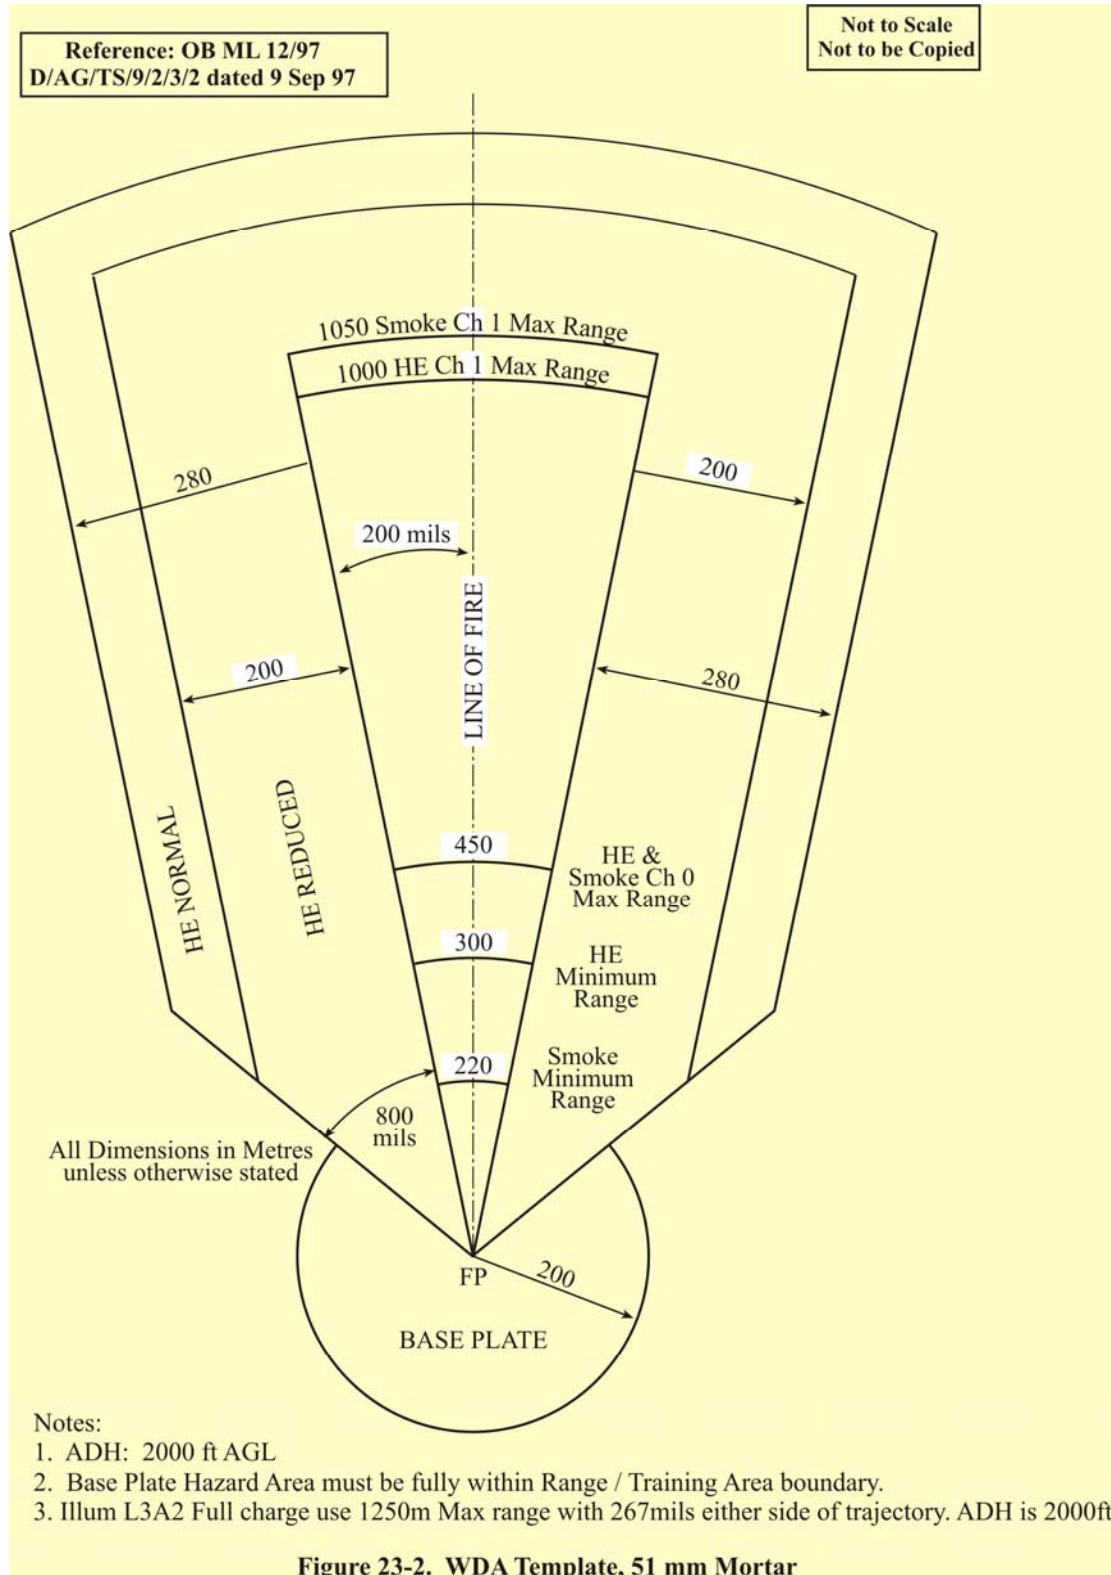 Reference: OB ML 12/97
D/AG/TS/9/2/3/2 dated 9 Sep 97
Not to Scale
Not to be Copied
1050 Smoke Ch 1 Max Range
1000 HE Ch 1 Max Range
280
200
200 mils
LINE OF FIRE
200
280
HE NORMAL
HE REDUCED
450
HE &
Smoke Ch 0
Max Range
300
HE
Minimum
Range
220
Smoke
Minimum
Range
800
mils
All Dimensions in Metres
unless otherwise stated
FP
200
BASE PLATE
Notes:
1. ADH: 2000 ft AGL
2. Base Plate Hazard Area must be fully within Range / Training Area boundary.
3. Illum L3A2 Full charge use 1250m Max range with 267mils either side of trajectory. ADH is 2000ft
Figure 23-2. WDA Template, 51 mm Mortar